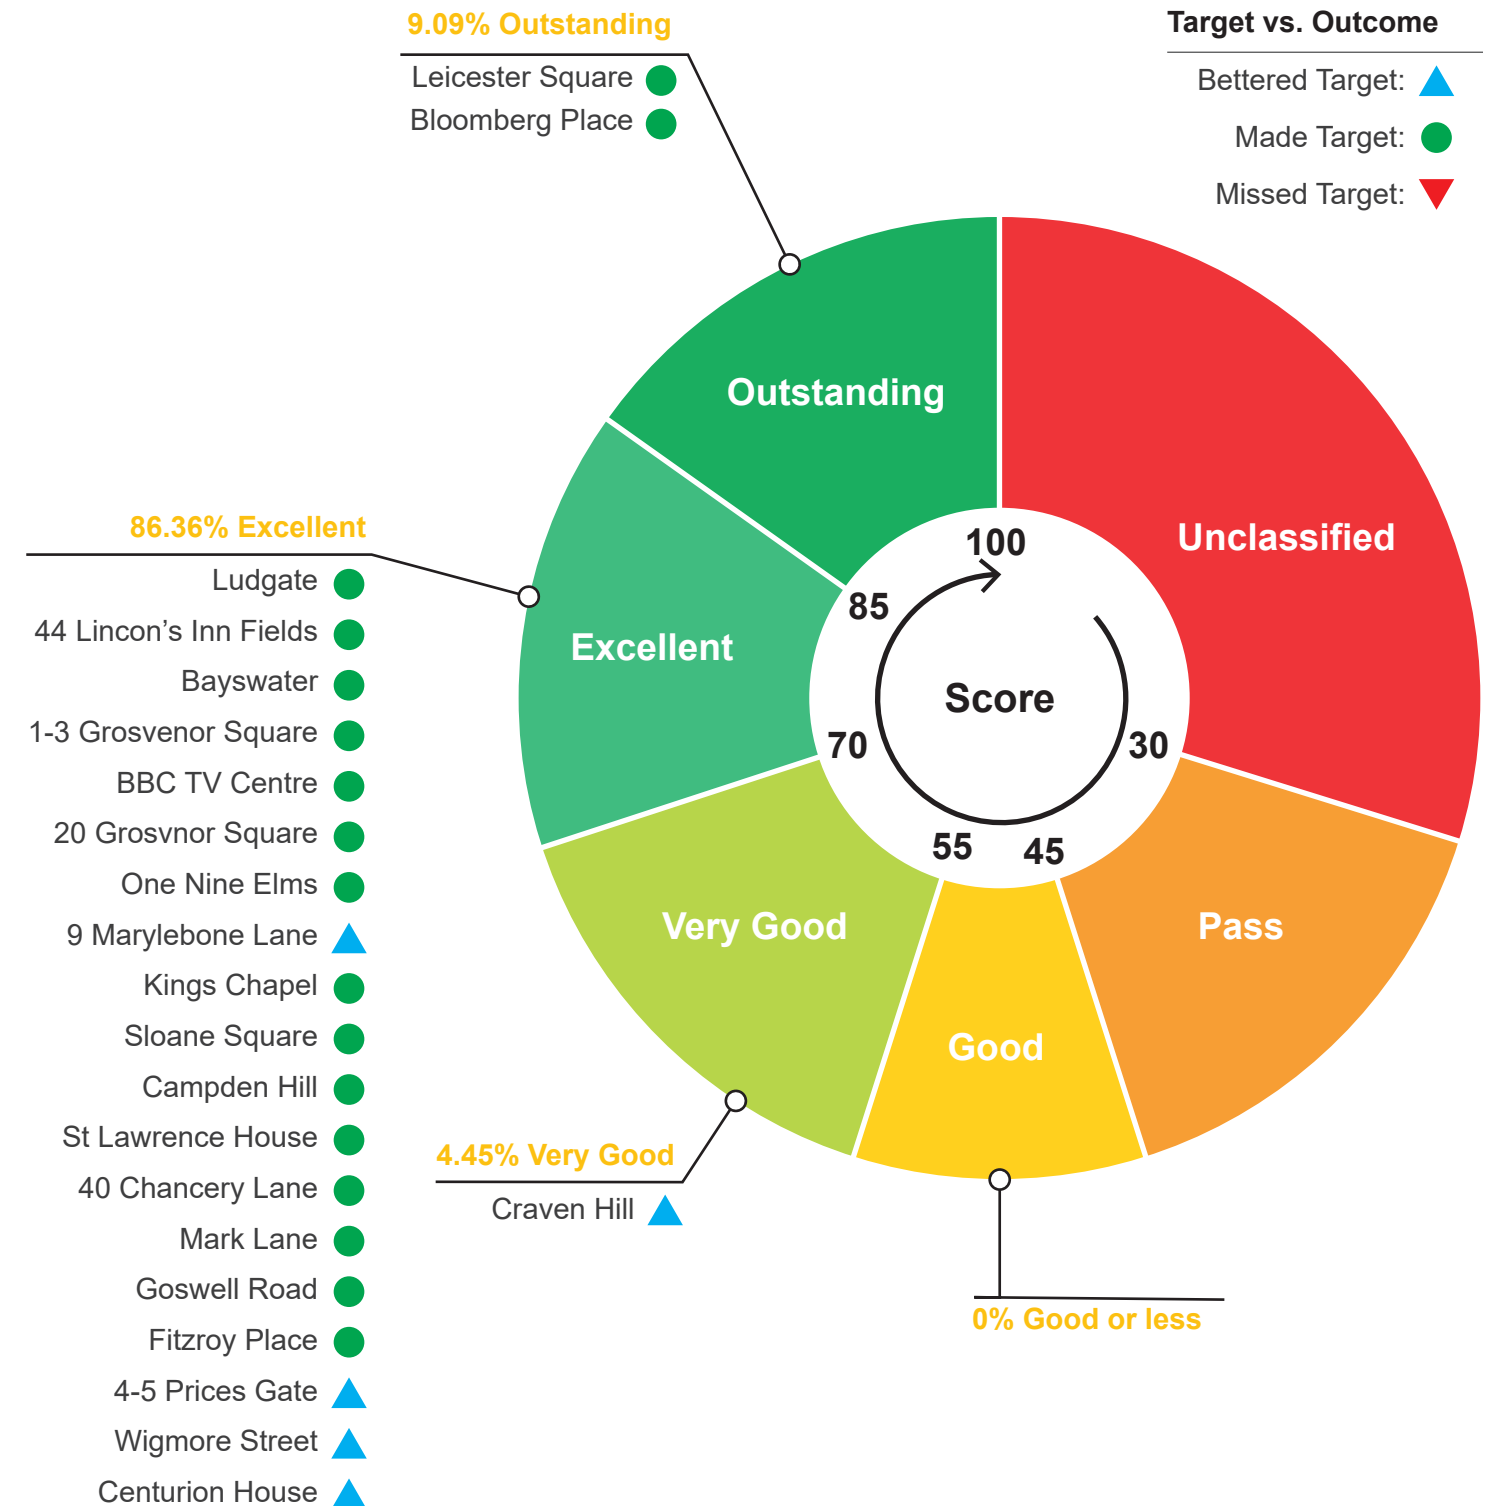 9.09% Outstanding
Leicester Square
Bloomberg Place
Target vs. Outcome
Bettered Target:
Made Target:
Missed Target:
Outstanding
Unclassified
Excellent
Pass
Very Good
Good
100
85
70
55
45
30
Score
86.36% Excellent
Ludgate
44 Lincon’s Inn Fields
Bayswater
1-3 Grosvenor Square
BBC TV Centre
20 Grosvnor Square
One Nine Elms
9 Marylebone Lane
Kings Chapel
Sloane Square
Campden Hill
St Lawrence House
40 Chancery Lane
Mark Lane
Goswell Road
Fitzroy Place
4-5 Prices Gate
Wigmore Street
Centurion House
4.45% Very Good
Craven Hill
0% Good or less